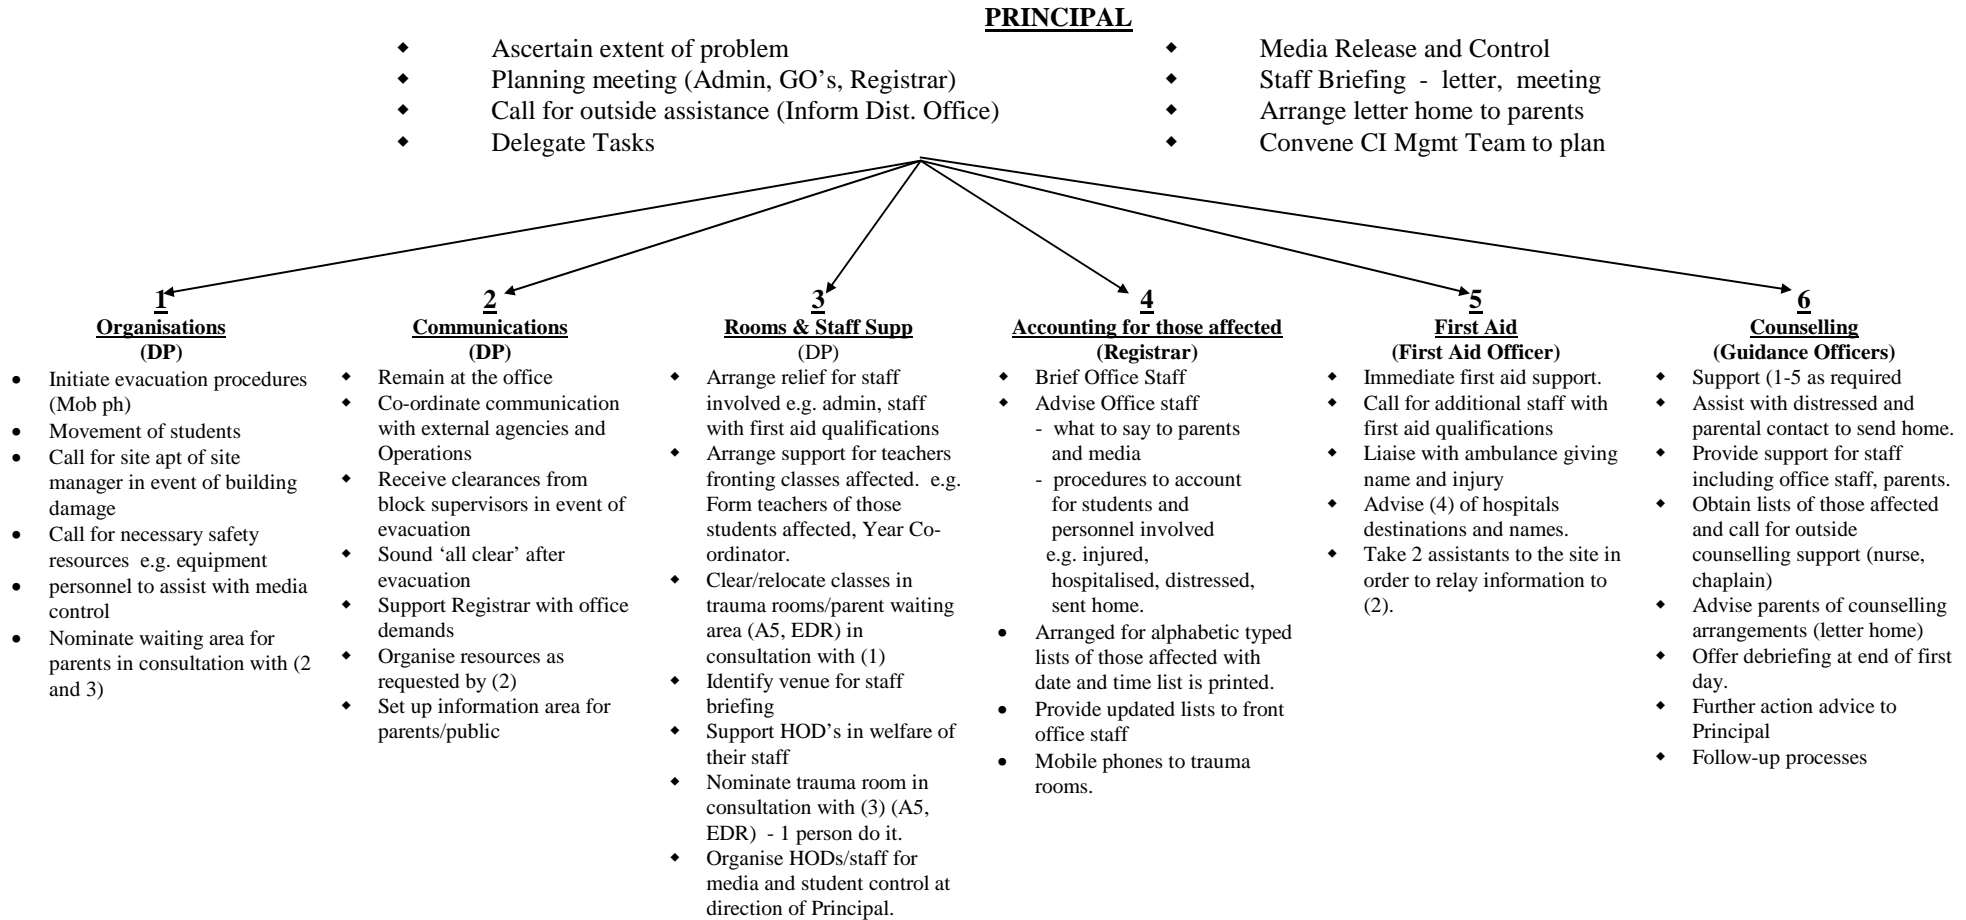 PRINCIPAL
◆ Ascertain extent of problem
◆ Planning meeting (Admin, GO’s, Registrar)
◆ Call for outside assistance (Inform Dist. Office)
◆ Delegate Tasks
◆ Media Release and Control
◆ Staff Briefing - letter, meeting
◆ Arrange letter home to parents
◆ Convene CI Mgmt Team to plan
1
Organisations
(DP)
• Initiate evacuation procedures
(Mob ph)
• Movement of students
• Call for site apt of site
manager in event of building
damage
• Call for necessary safety
resources e.g. equipment
• personnel to assist with media
control
• Nominate waiting area for
parents in consultation with (2
and 3)
2
Communications
(DP)
◆ Remain at the office
◆ Co-ordinate communication
with external agencies and
Operations
◆ Receive clearances from
block supervisors in event of
evacuation
◆ Sound ‘all clear’ after
evacuation
◆ Support Registrar with office
demands
◆ Organise resources as
requested by (2)
◆ Set up information area for
parents/public
3
Rooms & Staff Supp
(DP)
◆ Arrange relief for staff
involved e.g. admin, staff
with first aid qualifications
◆ Arrange support for teachers
fronting classes affected. e.g.
Form teachers of those
students affected, Year Co-
ordinator.
◆ Clear/relocate classes in
trauma rooms/parent waiting
area (A5, EDR) in
consultation with (1)
◆ Identify venue for staff
briefing
◆ Support HOD’s in welfare of
their staff
◆ Nominate trauma room in
consultation with (3) (A5,
EDR) - 1 person do it.
◆ Organise HODs/staff for
media and student control at
direction of Principal.
4
Accounting for those affected
(Registrar)
◆ Brief Office Staff
◆ Advise Office staff
- what to say to parents
and media
- procedures to account
for students and
personnel involved
e.g. injured,
hospitalised, distressed,
sent home.
• Arranged for alphabetic typed
lists of those affected with
date and time list is printed.
• Provide updated lists to front
office staff
• Mobile phones to trauma
rooms.
5
First Aid
(First Aid Officer)
◆ Immediate first aid support.
◆ Call for additional staff with
first aid qualifications
◆ Liaise with ambulance giving
name and injury
◆ Advise (4) of hospitals
destinations and names.
◆ Take 2 assistants to the site in
order to relay information to
(2).
6
Counselling
(Guidance Officers)
◆ Support (1-5 as required
◆ Assist with distressed and
parental contact to send home.
◆ Provide support for staff
including office staff, parents.
◆ Obtain lists of those affected
and call for outside
counselling support (nurse,
chaplain)
◆ Advise parents of counselling
arrangements (letter home)
◆ Offer debriefing at end of first
day.
◆ Further action advice to
Principal
◆ Follow-up processes